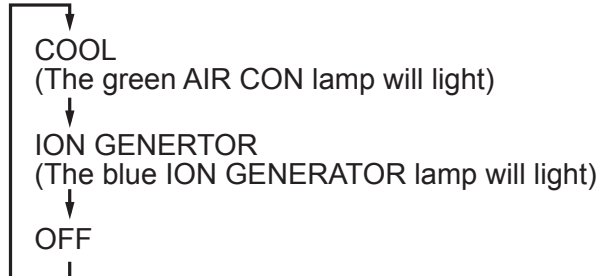 COOL
(The green AIR CON lamp will light)
ION GENERTOR
(The blue ION GENERATOR lamp will light)
OFF